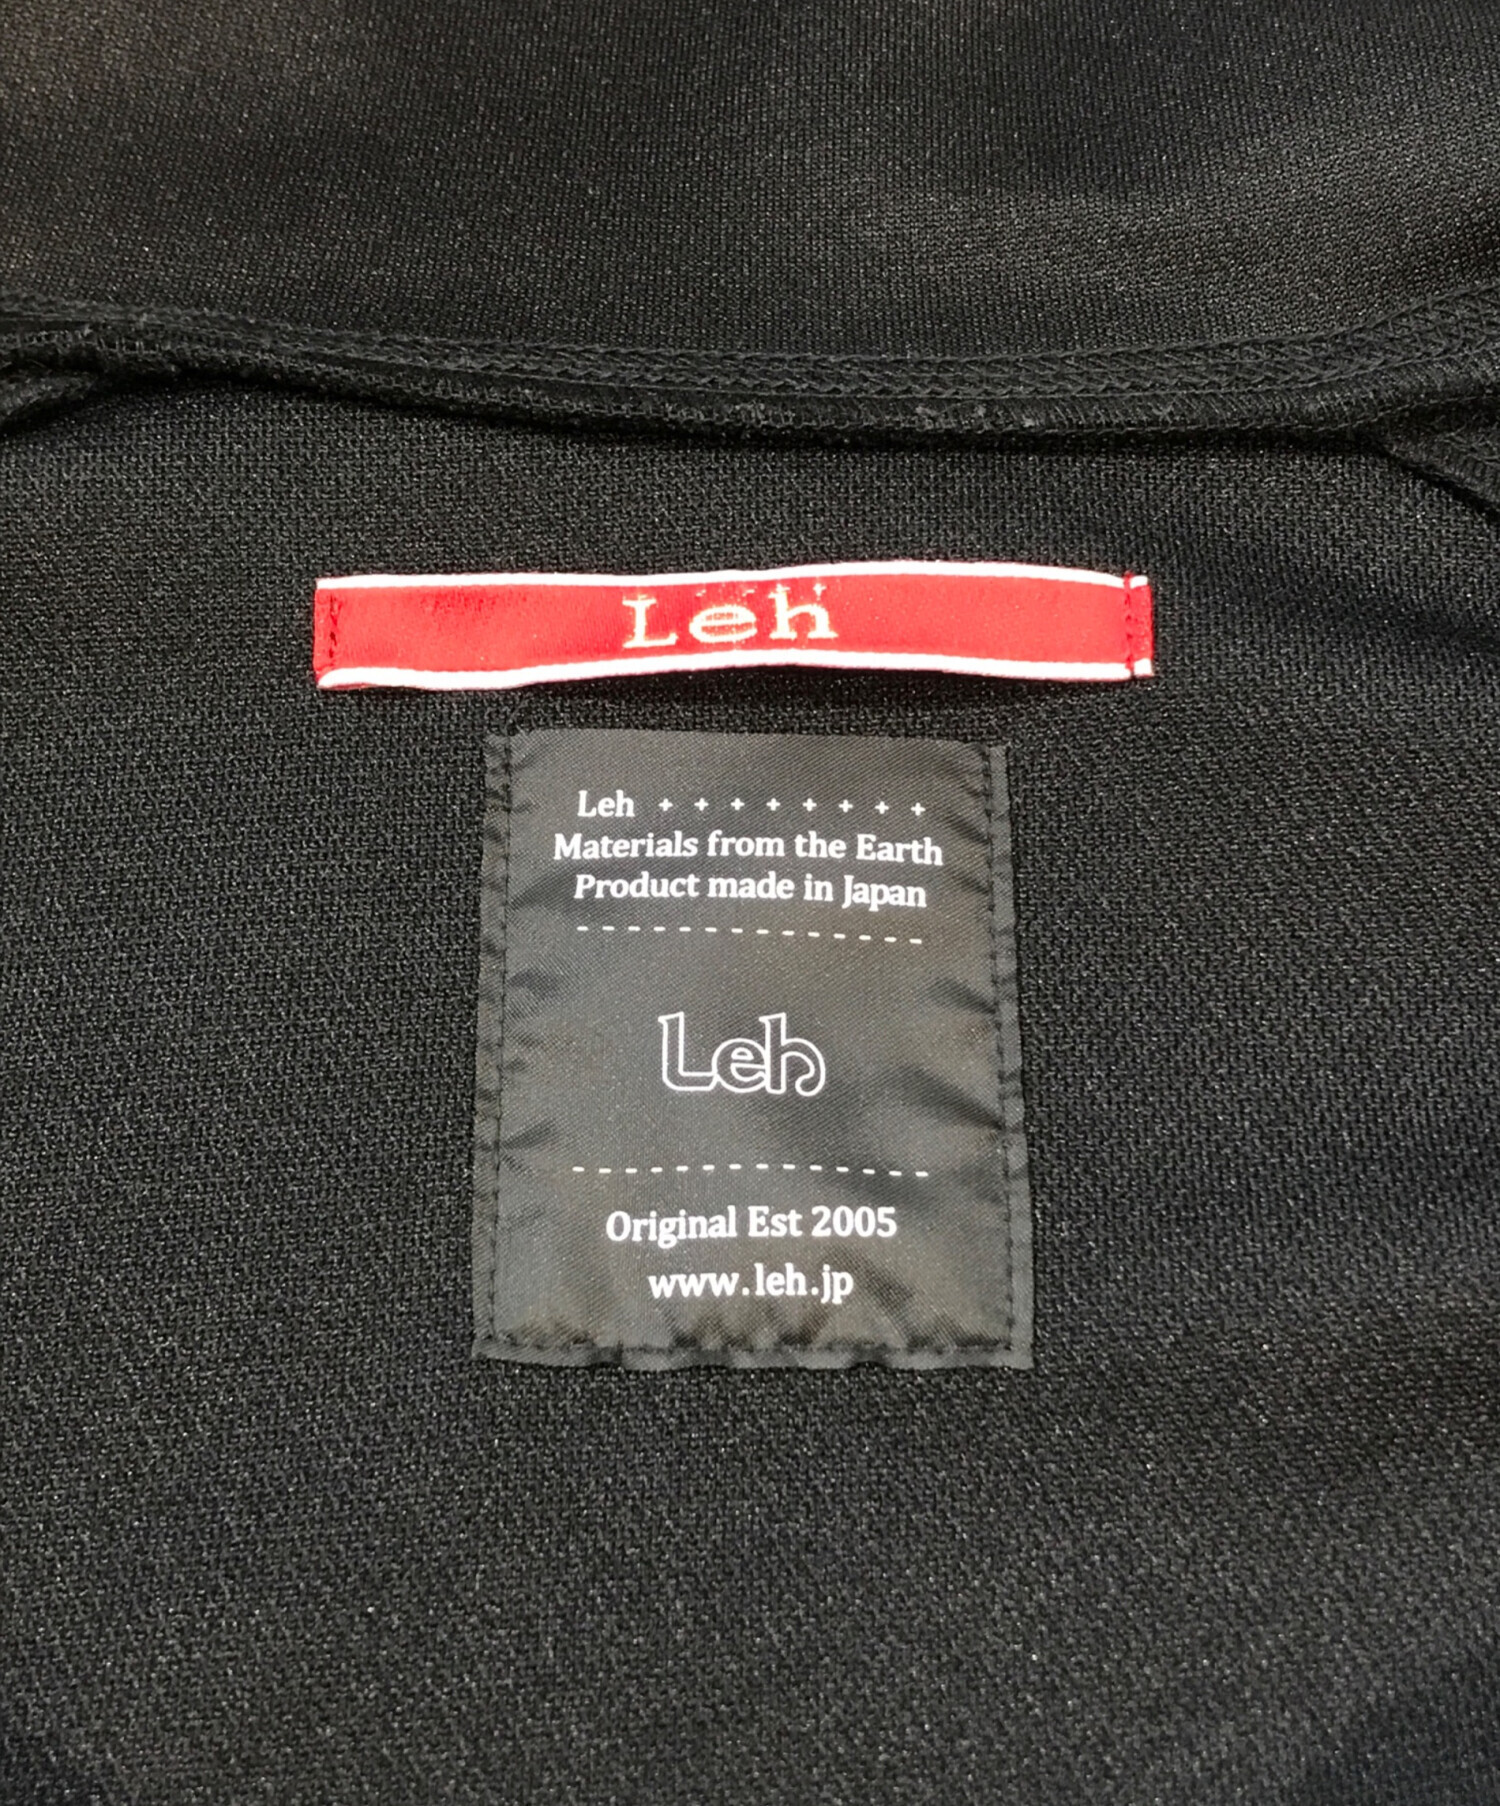 Leh
Leh + + + + + + + +
Materials from the Earth
Product made in Japan
Leh
Original Est 2005
www.leh.jp